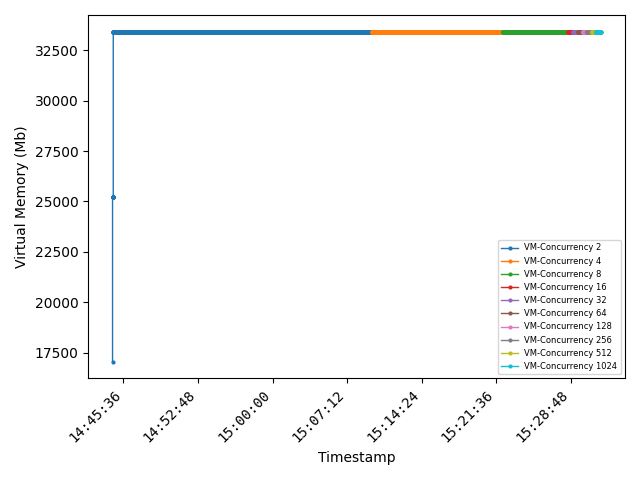 Virtual Memory (Mb)
32500
30000
27500
25000
22500
20000
17500
VM-Concurrency 2
VM-Concurrency 4
VM-Concurrency 8
VM-Concurrency 16
VM-Concurrency 32
VM-Concurrency 64
VM-Concurrency 128
VM-Concurrency 256
VM-Concurrency 512
VM-Concurrency 1024
14:45:36
14:52:48
15:00:00
15:07:12
15:14:24
15:21:36
15:28:48
Timestamp